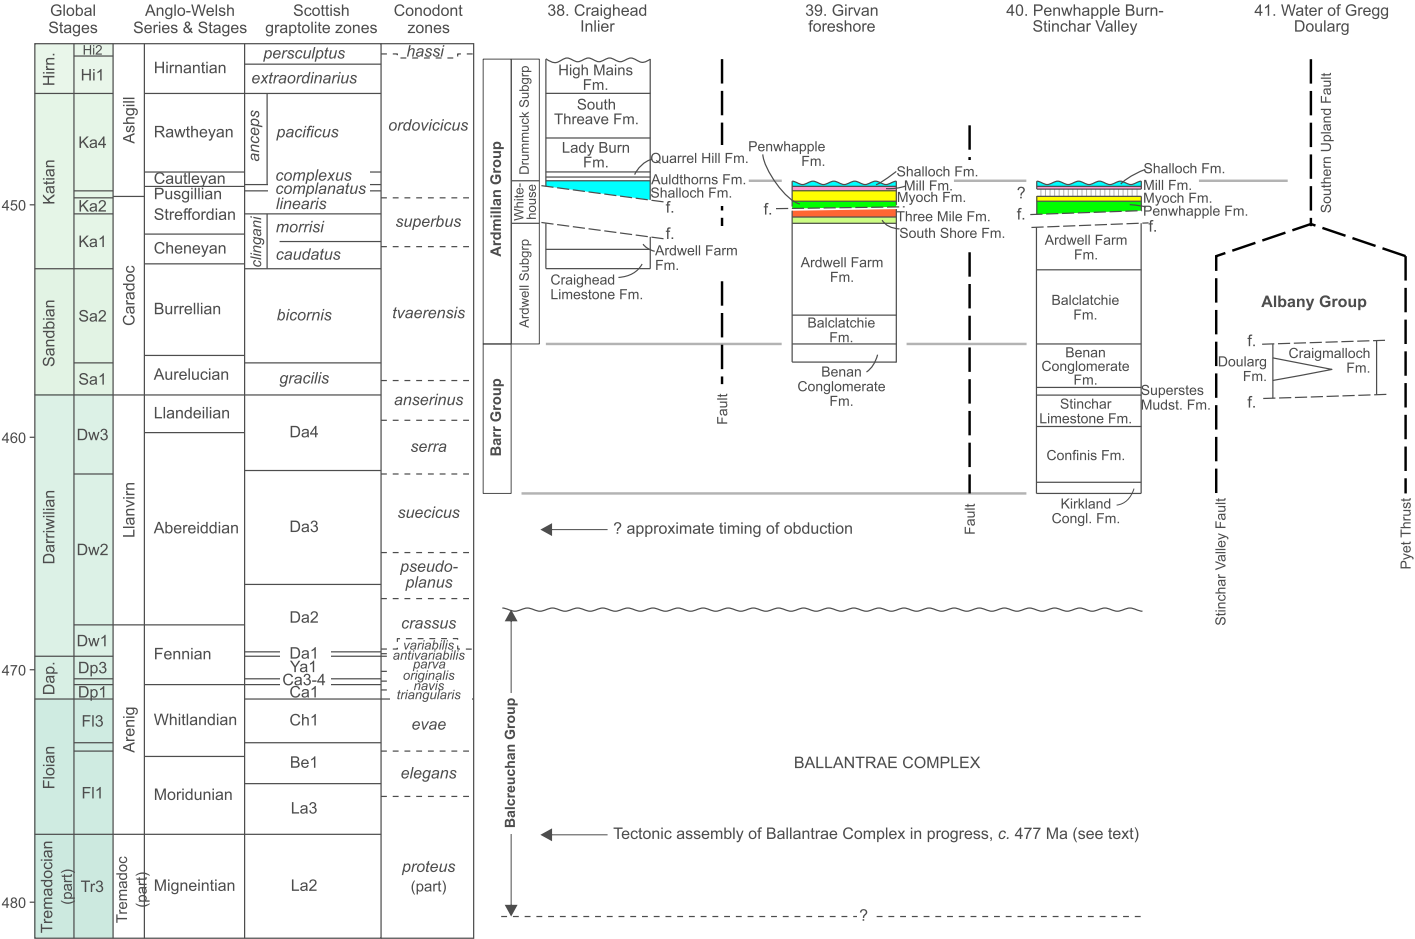 Global
Stages
Anglo-Welsh
Series & Stages
Scottish
graptolite zones
Conodont
zones
38. Craighead
Inlier
39. Girvan
foreshore
40. Penwhapple Burn-
Stinchar Valley
41. Water of Gregg
Doularg
450
460
470
480
Hirn.
Katian
Sandbian
Darriwilian
Dap.
Floian
Tremadocian
(part)
Hi2
Hi1
Ka4
Ka2
Ka1
Sa2
Sa1
Dw3
Dw2
Dw1
Dp3
Dp1
Fl3
Fl1
Tr3
Ashgill
Caradoc
Llanvirn
Arenig
Tremadoc
(part)
Hirnantian
Rawtheyan
Cautleyan
Pusgillian
Streffordian
Cheneyan
Burrellian
Aurelucian
Llandeilian
Abereiddian
Fennian
Whitlandian
Moridunian
Migneintian
persculptus
extraordinarius
anceps
pacificus
complexus
complanatus
linearis
clingani
morrisi
caudatus
bicornis
gracilis
Da4
Da3
Da2
Da1
Ya1
Ca3-4
Ca1
Ch1
Be1
La3
La2
hassi
ordovicicus
superbus
tvaerensis
anserinus
serra
suecicus
pseudo-
planus
crassus
variabilis
antivariabilis
parva
originalis
navis
triangularis
evae
elegans
proteus
(part)
Ardmillan Group
Barr Group
Drummuck Subgrp
White-
house
Ardwell Subgrp
High Mains
Fm.
South
Threave Fm.
Lady Burn
Fm.
Quarrel Hill Fm.
Auldthorns Fm.
Shalloch Fm.
f.
f.
Ardwell Farm
Fm.
Craighead
Limestone Fm.
Fault
Penwhapple
Fm.
Shalloch Fm.
Mill Fm.
Myoch Fm.
f.
Three Mile Fm.
South Shore Fm.
Ardwell Farm
Fm.
Balclatchie
Fm.
Benan
Conglomerate
Fm.
Fault
Shalloch Fm.
?
Mill Fm.
Myoch Fm.
Penwhapple Fm.
f.
f.
Ardwell Farm
Fm.
Balclatchie
Fm.
Benan
Conglomerate
Fm.
Superstes
Mudst. Fm.
Stinchar
Limestone Fm.
Confinis Fm.
Kirkland
Congl. Fm.
Southern Upland Fault
Albany Group
f.
Doularg
Fm.
Craigmalloch
Fm.
f.
Stinchar Valley Fault
Pyet Thrust
? approximate timing of obduction
Balcreuchan Group
BALLANTRAE COMPLEX
Tectonic assembly of Ballantrae Complex in progress, c. 477 Ma (see text)
?